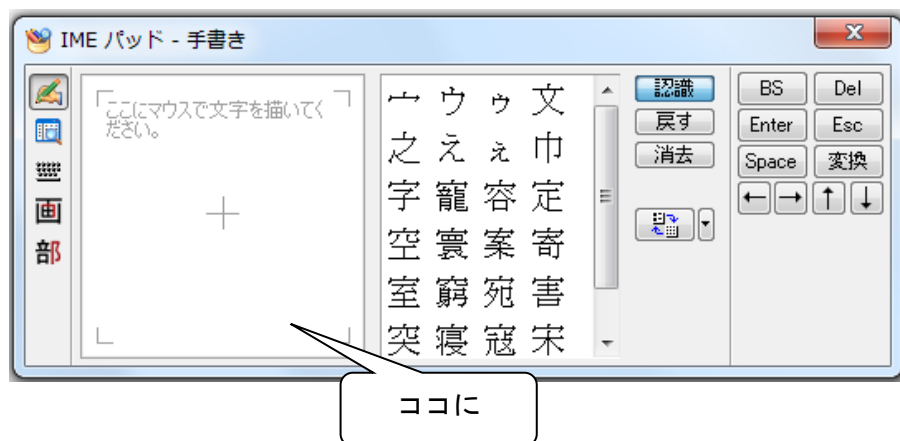 IME パッド - 手書き
ここにマウスで文字を描いてく
ださい。
画
部
宀 ウ ゥ 文
之 え ぇ 巾
字 寵 容 定
空 寰 案 寄
室 窮 宛 害
突 寝 寇 宋
認識
戻す
消去
BS Del
Enter Esc
Space 変換
← → ↑ ↓
ココに